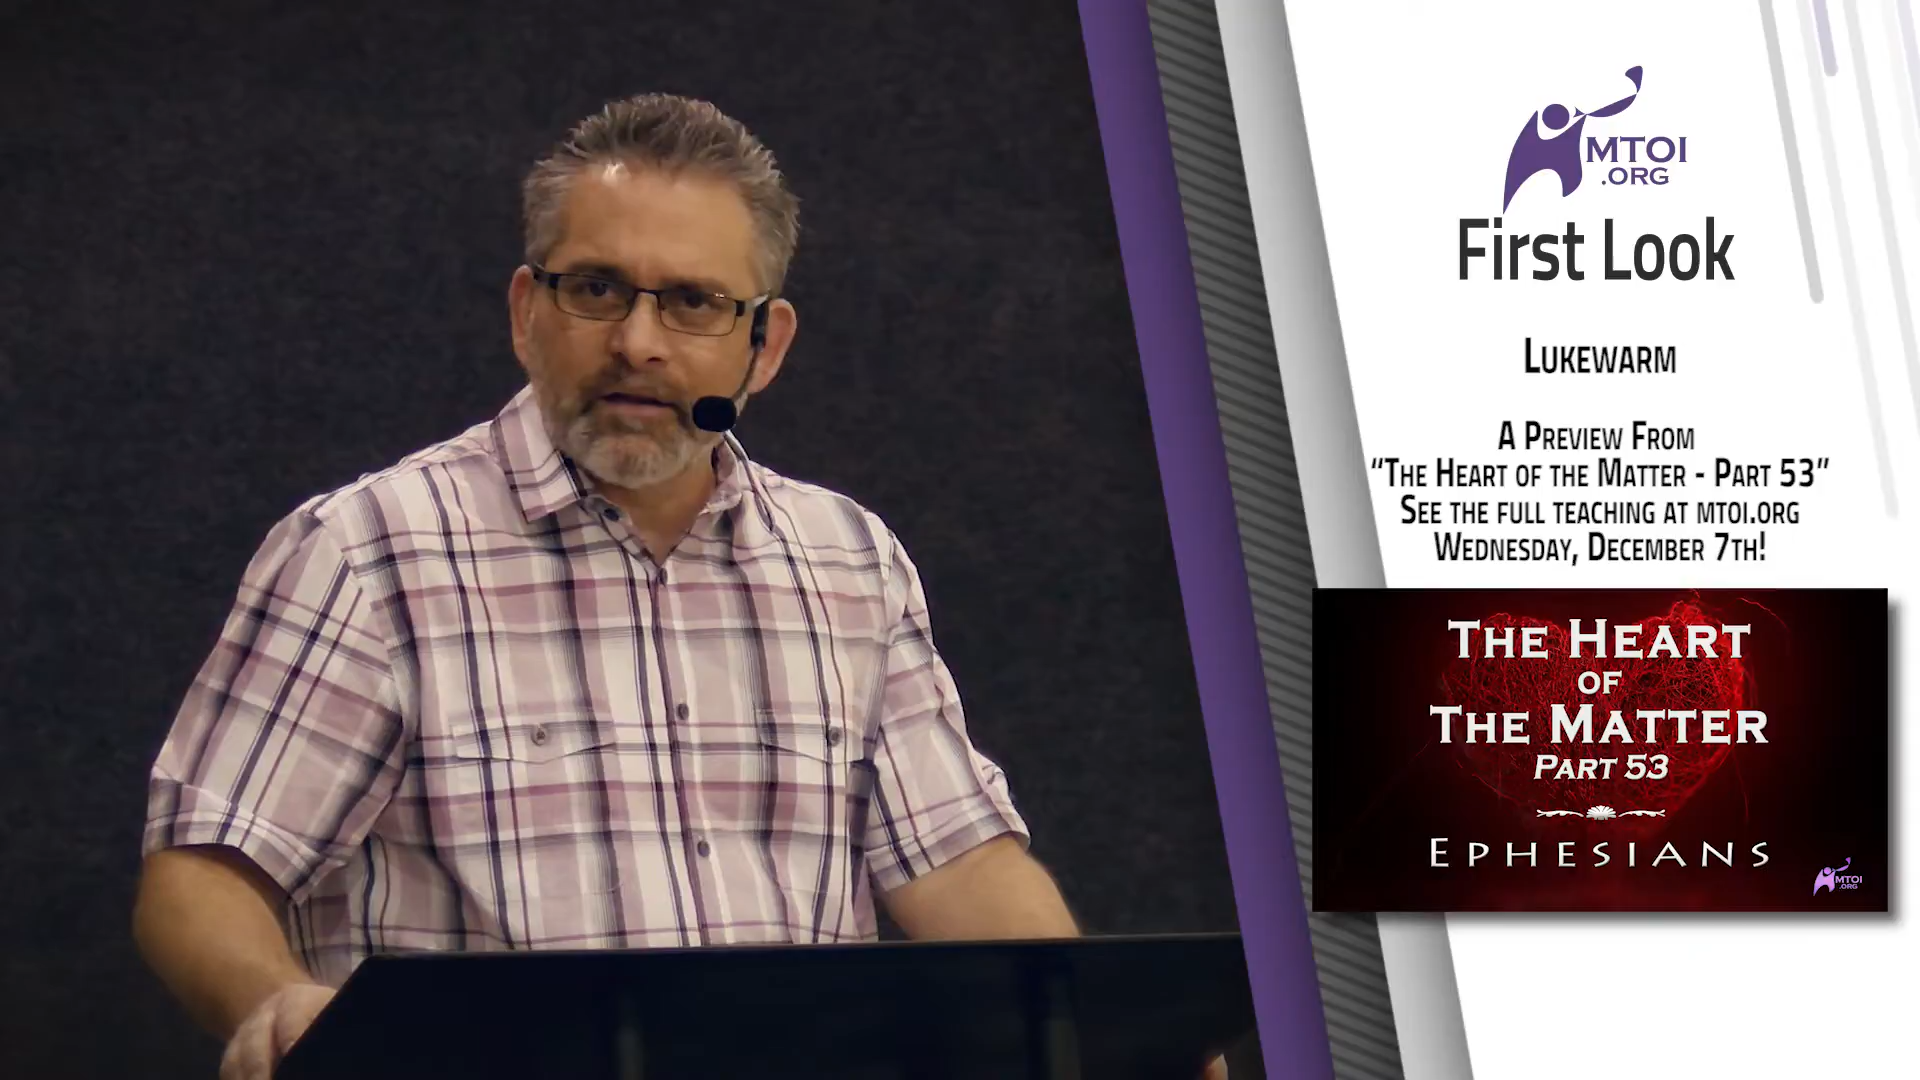 MTOI
.ORG
First Look
Lukewarm
A Preview From
“The Heart of the Matter - Part 53”
See the full teaching at mtoi.org
Wednesday, December 7th!
The Heart
of
The Matter
Part 53
Ephesians
MTOI
.ORG